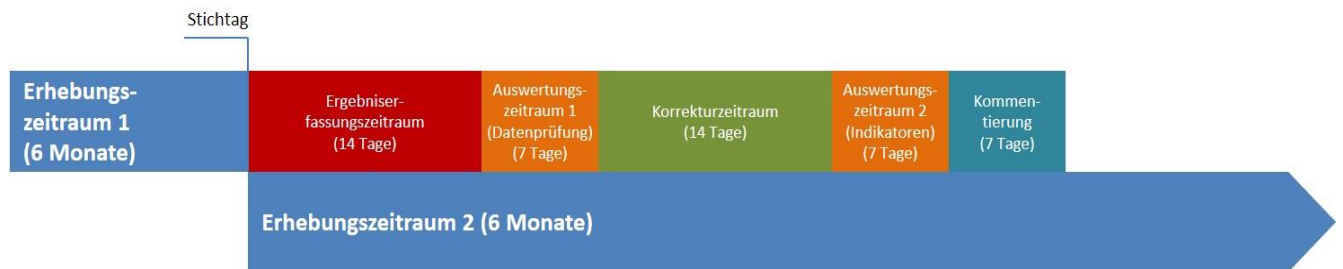 Stichtag
Erhebungs-
zeitraum 1
(6 Monate)
Ergebniser-
fassungszeitraum
(14 Tage)
Auswertungs-
zeitraum 1
(Datenprüfung)
(7 Tage)
Korrekturzeitraum
(14 Tage)
Auswertungs-
zeitraum 2
(Indikatoren)
(7 Tage)
Kommen-
tierung
(7 Tage)
Erhebungszeitraum 2 (6 Monate)